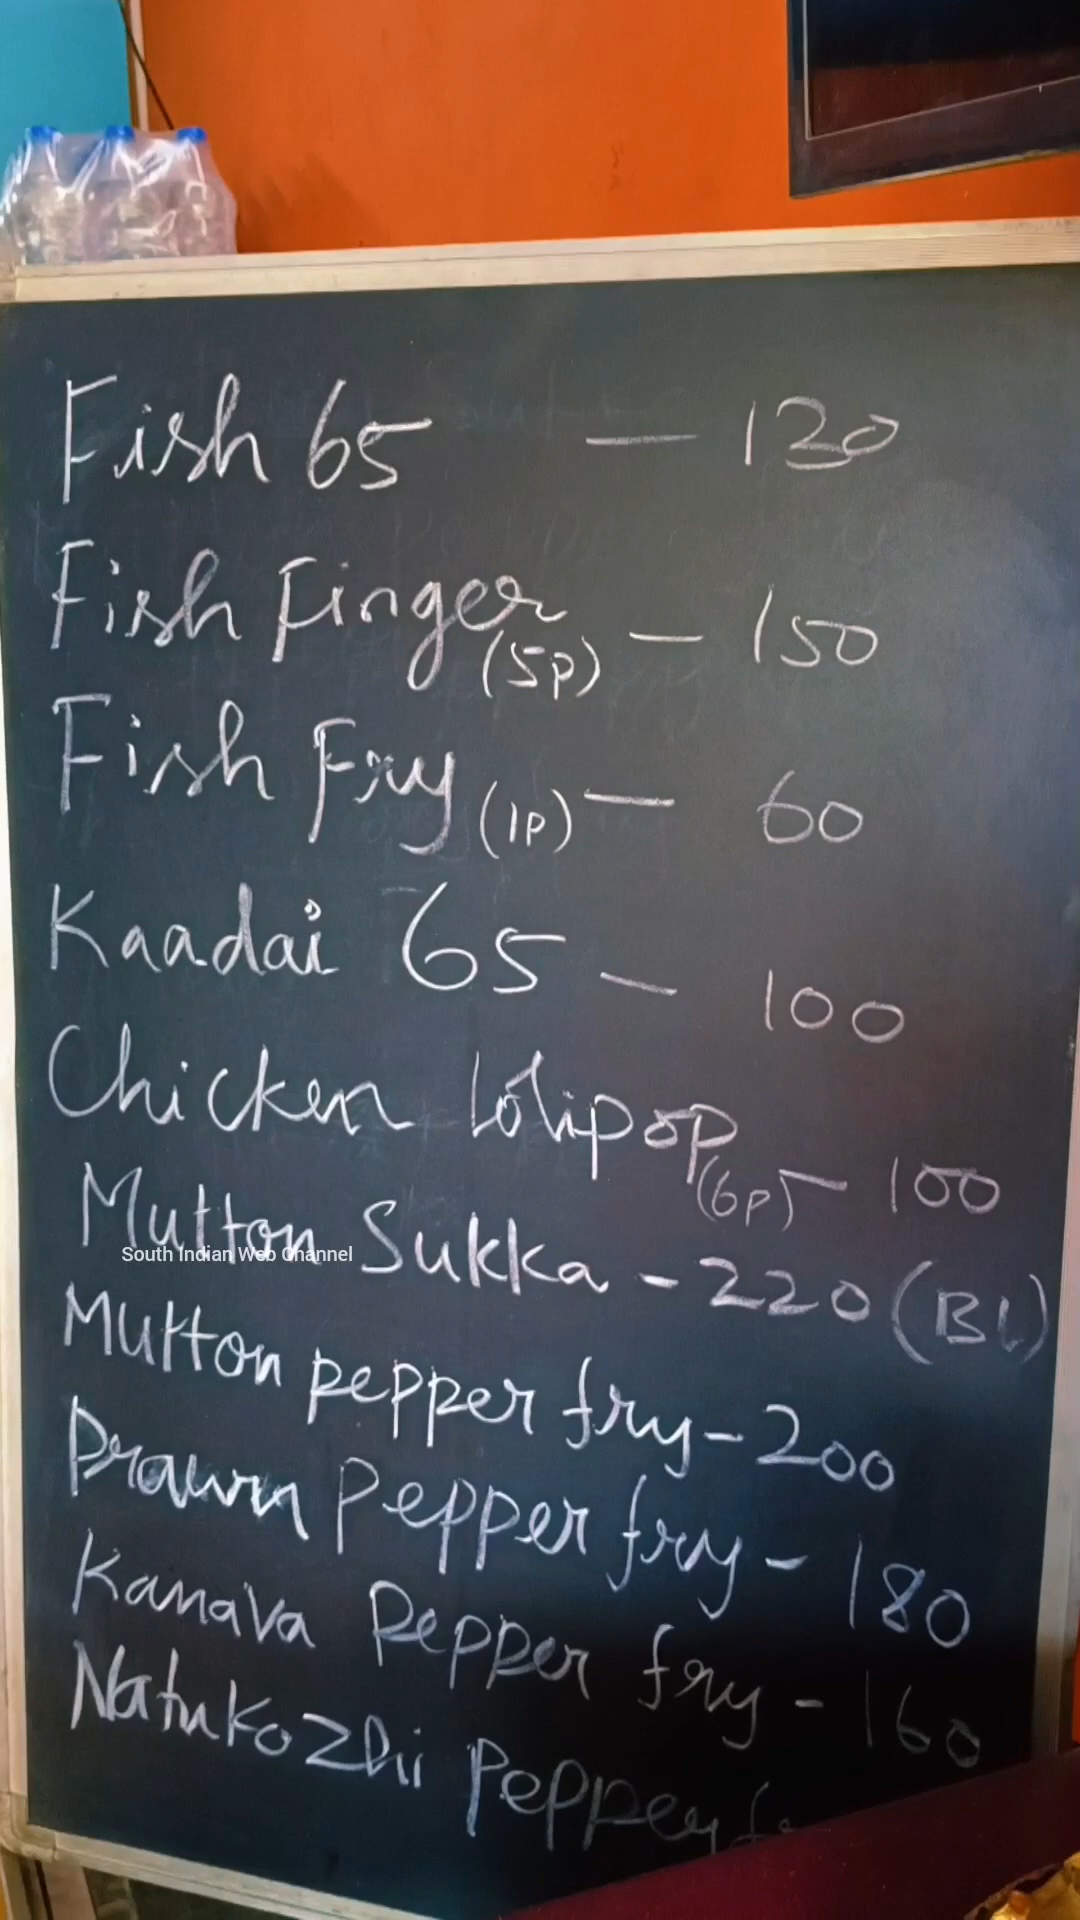 Fish 65 — 130
Fish Finger (5p) — 150
Fish Fry (1p) — 60
Kaadai 65 — 100
Chicken lolipop (6p) — 100
Mutton Sukka - 220 (BL)
Mutton pepper fry - 200
Prawn Pepper fry - 180
Kanava Pepper fry - 160
Natukozhi Pepper
South Indian Web Channel